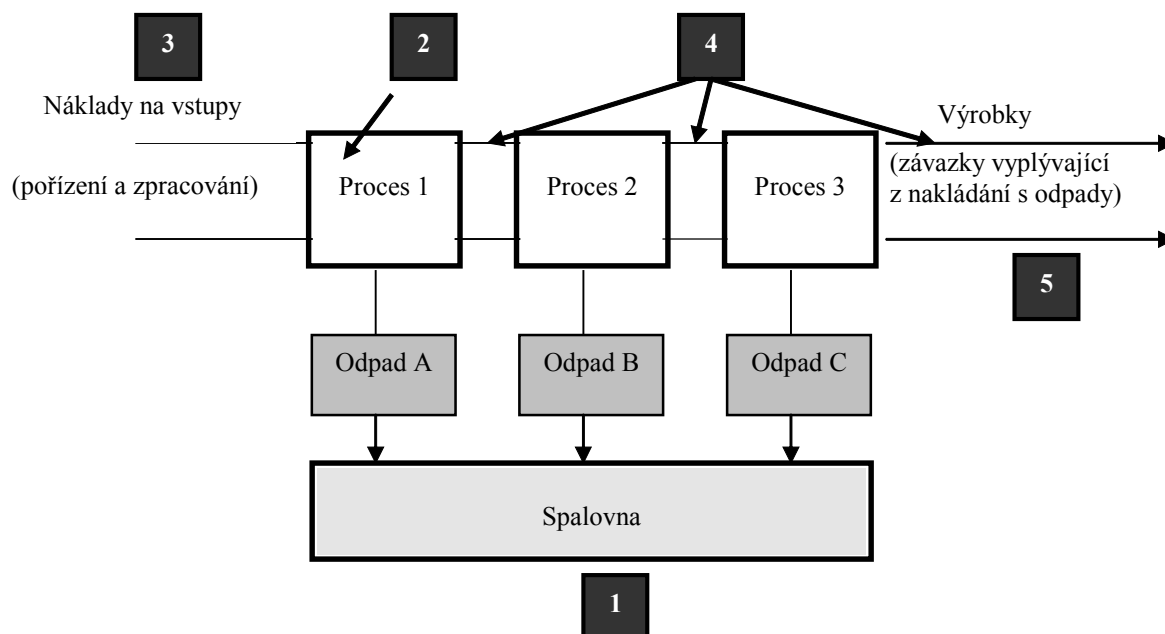 3
2
4
Náklady na vstupy
Výrobky
(pořízení a zpracování)
Proces 1
Proces 2
Proces 3
(závazky vyplývající
z nakládání s odpady)
5
Odpad A
Odpad B
Odpad C
Spalovna
1